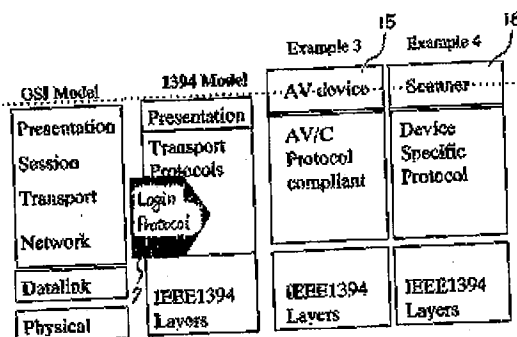 15
16
Example 3
Example 4
OSI Model
1394 Model
AV-device
Scanner
Presentation
Session
Transport
Network
Datalink
Physical
Presentation
Transport
Protocols
Login
Protocol
7
IEEE1394
Layers
AV/C
Protocol
compliant
IEEE1394
Layers
Device
Specific
Protocol
IEEE1394
Layers